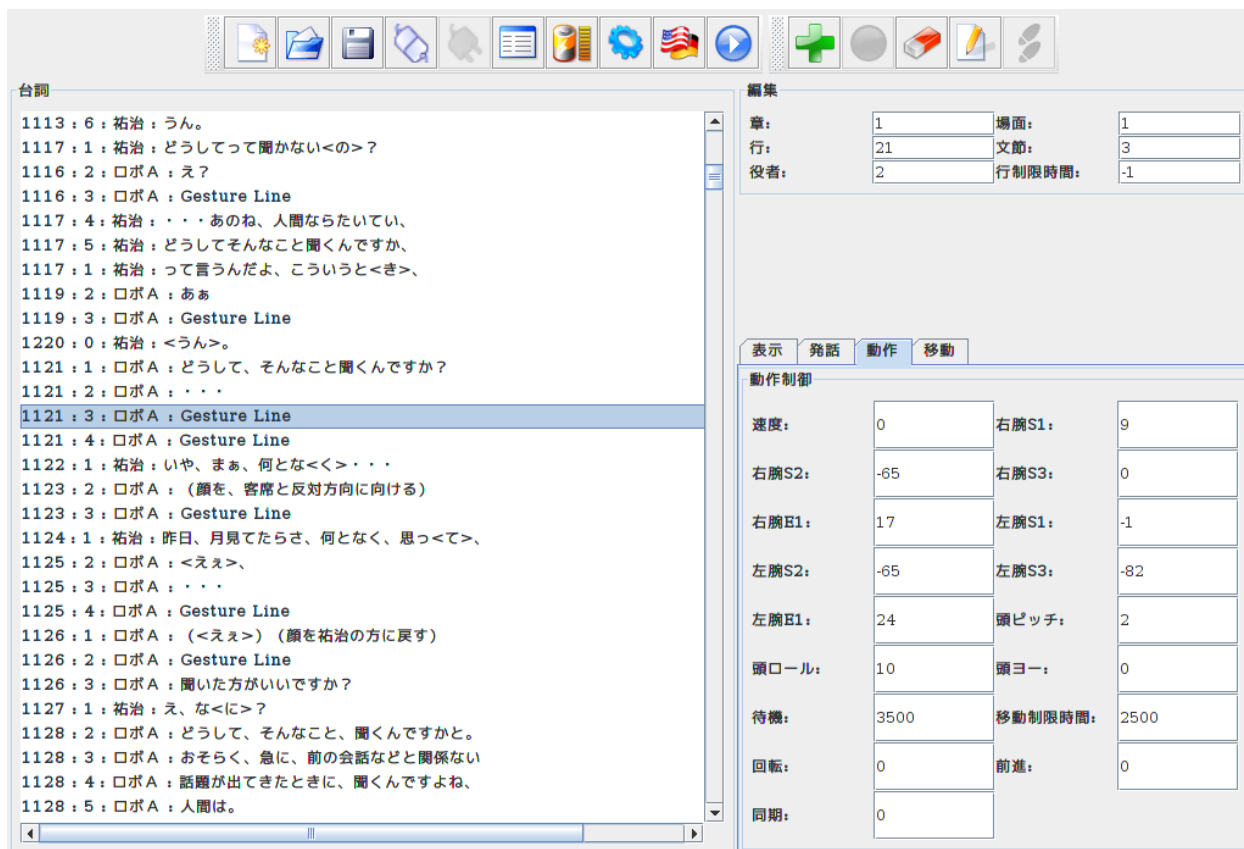 台詞
1113 : 6 : 祐治 : うん。
1117 : 1 : 祐治 : どうしてって聞かない<の>?
1116 : 2 : ロボA : え?
1116 : 3 : ロボA : Gesture Line
1117 : 4 : 祐治 : ・・・あのね、人間ならたいてい、
1117 : 5 : 祐治 : どうしてそんなこと聞くんですか、
1117 : 1 : 祐治 : って言うんだよ、こういうと<き>、
1119 : 2 : ロボA : あぁ
1119 : 3 : ロボA : Gesture Line
1220 : 0 : 祐治 : <うん>。
1121 : 1 : ロボA : どうして、そんなこと聞くんですか?
1121 : 2 : ロボA : ・・・
1121 : 3 : ロボA : Gesture Line
1121 : 4 : ロボA : Gesture Line
1122 : 1 : 祐治 : いや、まぁ、何とな<く>・・・
1123 : 2 : ロボA : (顔を、客席と反対方向に向ける)
1123 : 3 : ロボA : Gesture Line
1124 : 1 : 祐治 : 昨日、月見てたらさ、何となく、思っ<て>、
1125 : 2 : ロボA : <えぇ>、
1125 : 3 : ロボA : ・・・
1125 : 4 : ロボA : Gesture Line
1126 : 1 : ロボA : (<えぇ>) (顔を祐治の方に戻す)
1126 : 2 : ロボA : Gesture Line
1126 : 3 : ロボA : 聞いた方がいいですか?
1127 : 1 : 祐治 : え、な<に>?
1128 : 2 : ロボA : どうして、そんなこと、聞くんですかと。
1128 : 3 : ロボA : おそらく、急に、前の会話などと関係ない
1128 : 4 : ロボA : 話題が出てきたときに、聞くんですよね、
1128 : 5 : ロボA : 人間は。
編集
章: 1 場面: 1
行: 21 文節: 3
役者: 2 行制限時間: -1
表示 発話 動作 移動
動作制御
速度: 0 右腕S1: 9
右腕S2: -65 右腕S3: 0
右腕E1: 17 左腕S1: -1
左腕S2: -65 左腕S3: -82
左腕E1: 24 頭ピッチ: 2
頭ロール: 10 頭ヨー: 0
待機: 3500 移動制限時間: 2500
回転: 0 前進: 0
同期: 0